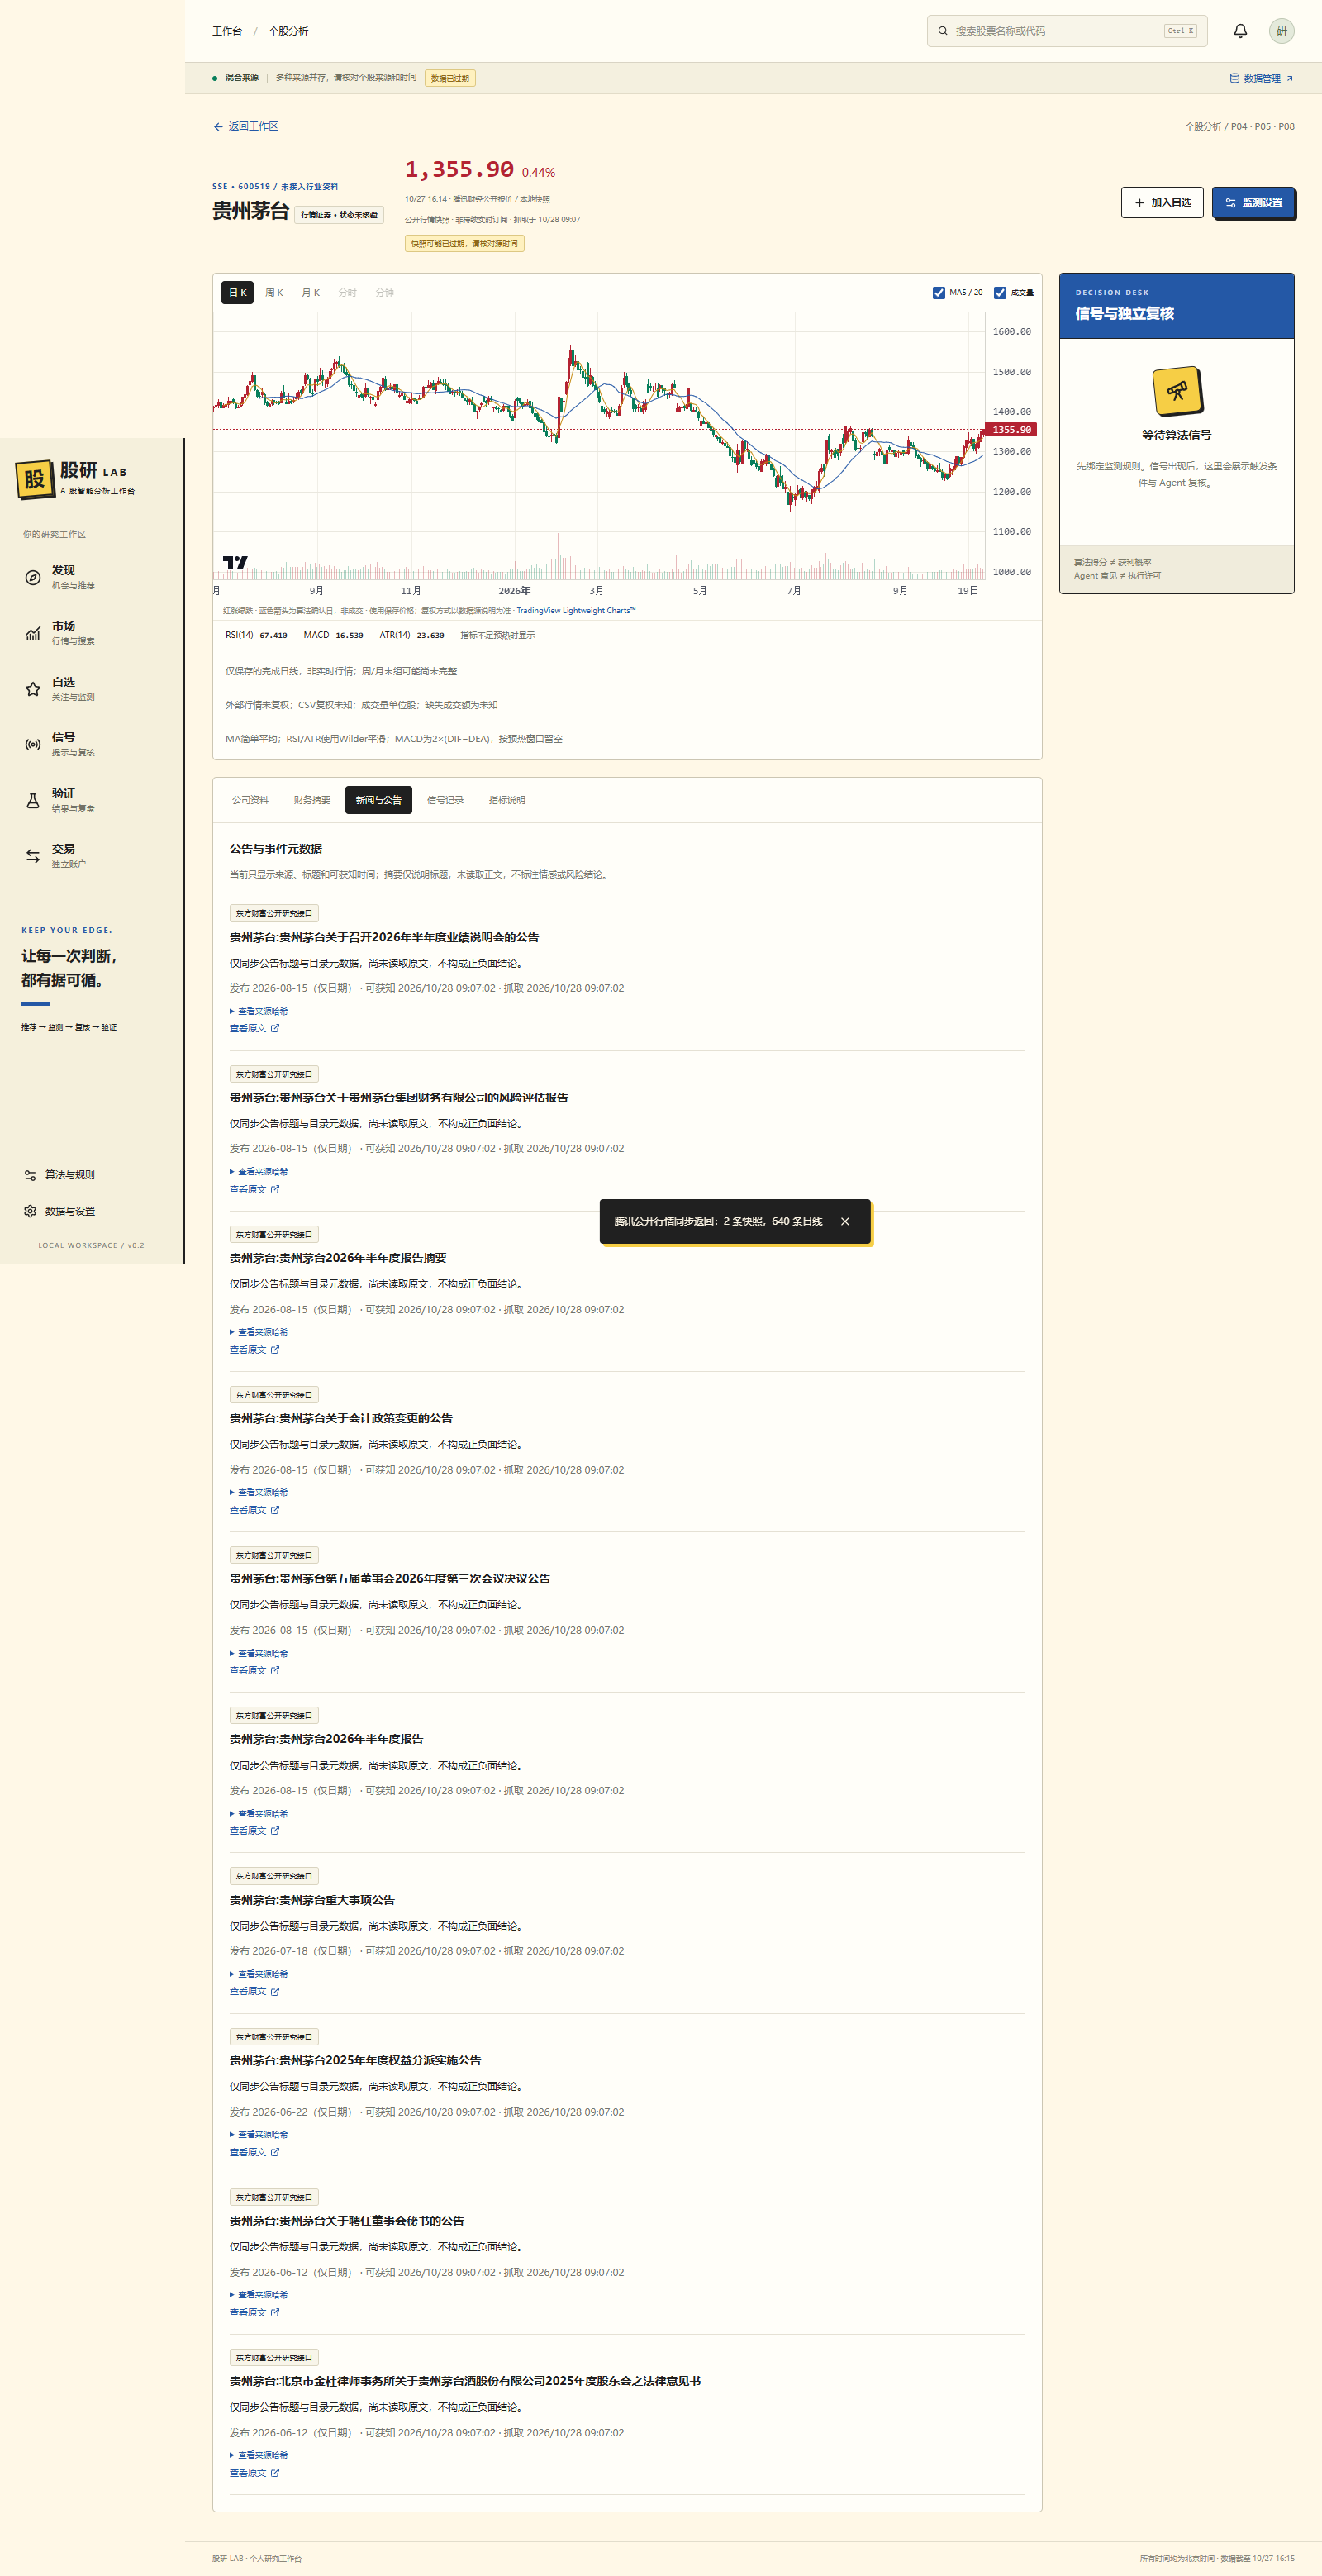 工作台 / 个股分析
搜索股票名称或代码 Ctrl K
研
混合来源 | 多种来源并存，请核对个股来源和时间 数据已过期
数据管理
返回工作区
个股分析 / P04 · P05 · P08
SSE • 600519 / 未接入行业资料
贵州茅台 行情证券 • 状态未核验
1,355.90 0.44%
10/27 16:14 · 腾讯财经公开报价 / 本地快照
公开行情快照 · 非持续实时订阅 · 抓取于 10/28 09:07
快照可能已过期，请核对源时间
加入自选
监测设置
股
股研 LAB
A 股智能分析工作台
你的研究工作区
发现
机会与推荐
市场
行情与搜索
自选
关注与监测
信号
提示与复核
验证
结果与复盘
交易
独立账户
KEEP YOUR EDGE.
让每一次判断，
都有据可循。
推荐 → 监测 → 复核 → 验证
算法与规则
数据与设置
LOCAL WORKSPACE / v0.2
日 K 周 K 月 K 分时 分钟
MA5 / 20 成交量
1600.00
1500.00
1400.00
1355.90
1300.00
1200.00
1100.00
1000.00
月 9月 11月 2026年 3月 5月 7月 9月 19日
红涨绿跌 · 蓝色箭头为算法确认日，非成交 · 使用保存价格；复权方式以数据源说明为准 · TradingView Lightweight Charts™
RSI(14) 67.410 MACD 16.530 ATR(14) 23.630 指标不足预热时显示 —
仅保存的完成日线，非实时行情；周/月末组可能尚未完整
外部行情未复权；CSV复权未知；成交量单位股；缺失成交额为未知
MA简单平均；RSI/ATR使用Wilder平滑；MACD为2×(DIF−DEA)，按预热窗口留空
DECISION DESK
信号与独立复核
等待算法信号
先绑定监测规则。信号出现后，这里会展示触发条
件与 Agent 复核。
算法得分 ≠ 获利概率
Agent 意见 ≠ 执行许可
公司资料 财务摘要 新闻与公告 信号记录 指标说明
公告与事件元数据
当前只显示来源、标题和可获知时间；摘要仅说明标题，未读取正文，不标注情感或风险结论。
东方财富公开研究接口
贵州茅台:贵州茅台关于召开2026年半年度业绩说明会的公告
仅同步公告标题与目录元数据，尚未读取原文，不构成正负面结论。
发布 2026-08-15（仅日期） · 可获知 2026/10/28 09:07:02 · 抓取 2026/10/28 09:07:02
查看来源哈希
查看原文
东方财富公开研究接口
贵州茅台:贵州茅台关于贵州茅台集团财务有限公司的风险评估报告
仅同步公告标题与目录元数据，尚未读取原文，不构成正负面结论。
发布 2026-08-15（仅日期） · 可获知 2026/10/28 09:07:02 · 抓取 2026/10/28 09:07:02
查看来源哈希
查看原文
腾讯公开行情同步返回：2 条快照，640 条日线
东方财富公开研究接口
贵州茅台:贵州茅台2026年半年度报告摘要
仅同步公告标题与目录元数据，尚未读取原文，不构成正负面结论。
发布 2026-08-15（仅日期） · 可获知 2026/10/28 09:07:02 · 抓取 2026/10/28 09:07:02
查看来源哈希
查看原文
东方财富公开研究接口
贵州茅台:贵州茅台关于会计政策变更的公告
仅同步公告标题与目录元数据，尚未读取原文，不构成正负面结论。
发布 2026-08-15（仅日期） · 可获知 2026/10/28 09:07:02 · 抓取 2026/10/28 09:07:02
查看来源哈希
查看原文
东方财富公开研究接口
贵州茅台:贵州茅台第五届董事会2026年度第三次会议决议公告
仅同步公告标题与目录元数据，尚未读取原文，不构成正负面结论。
发布 2026-08-15（仅日期） · 可获知 2026/10/28 09:07:02 · 抓取 2026/10/28 09:07:02
查看来源哈希
查看原文
东方财富公开研究接口
贵州茅台:贵州茅台2026年半年度报告
仅同步公告标题与目录元数据，尚未读取原文，不构成正负面结论。
发布 2026-08-15（仅日期） · 可获知 2026/10/28 09:07:02 · 抓取 2026/10/28 09:07:02
查看来源哈希
查看原文
东方财富公开研究接口
贵州茅台:贵州茅台重大事项公告
仅同步公告标题与目录元数据，尚未读取原文，不构成正负面结论。
发布 2026-07-18（仅日期） · 可获知 2026/10/28 09:07:02 · 抓取 2026/10/28 09:07:02
查看来源哈希
查看原文
东方财富公开研究接口
贵州茅台:贵州茅台2025年年度权益分派实施公告
仅同步公告标题与目录元数据，尚未读取原文，不构成正负面结论。
发布 2026-06-22（仅日期） · 可获知 2026/10/28 09:07:02 · 抓取 2026/10/28 09:07:02
查看来源哈希
查看原文
东方财富公开研究接口
贵州茅台:贵州茅台关于聘任董事会秘书的公告
仅同步公告标题与目录元数据，尚未读取原文，不构成正负面结论。
发布 2026-06-12（仅日期） · 可获知 2026/10/28 09:07:02 · 抓取 2026/10/28 09:07:02
查看来源哈希
查看原文
东方财富公开研究接口
贵州茅台:北京市金杜律师事务所关于贵州茅台酒股份有限公司2025年度股东会之法律意见书
仅同步公告标题与目录元数据，尚未读取原文，不构成正负面结论。
发布 2026-06-12（仅日期） · 可获知 2026/10/28 09:07:02 · 抓取 2026/10/28 09:07:02
查看来源哈希
查看原文
股研 LAB · 个人研究工作台
所有时间均为北京时间 · 数据截至 10/27 16:15